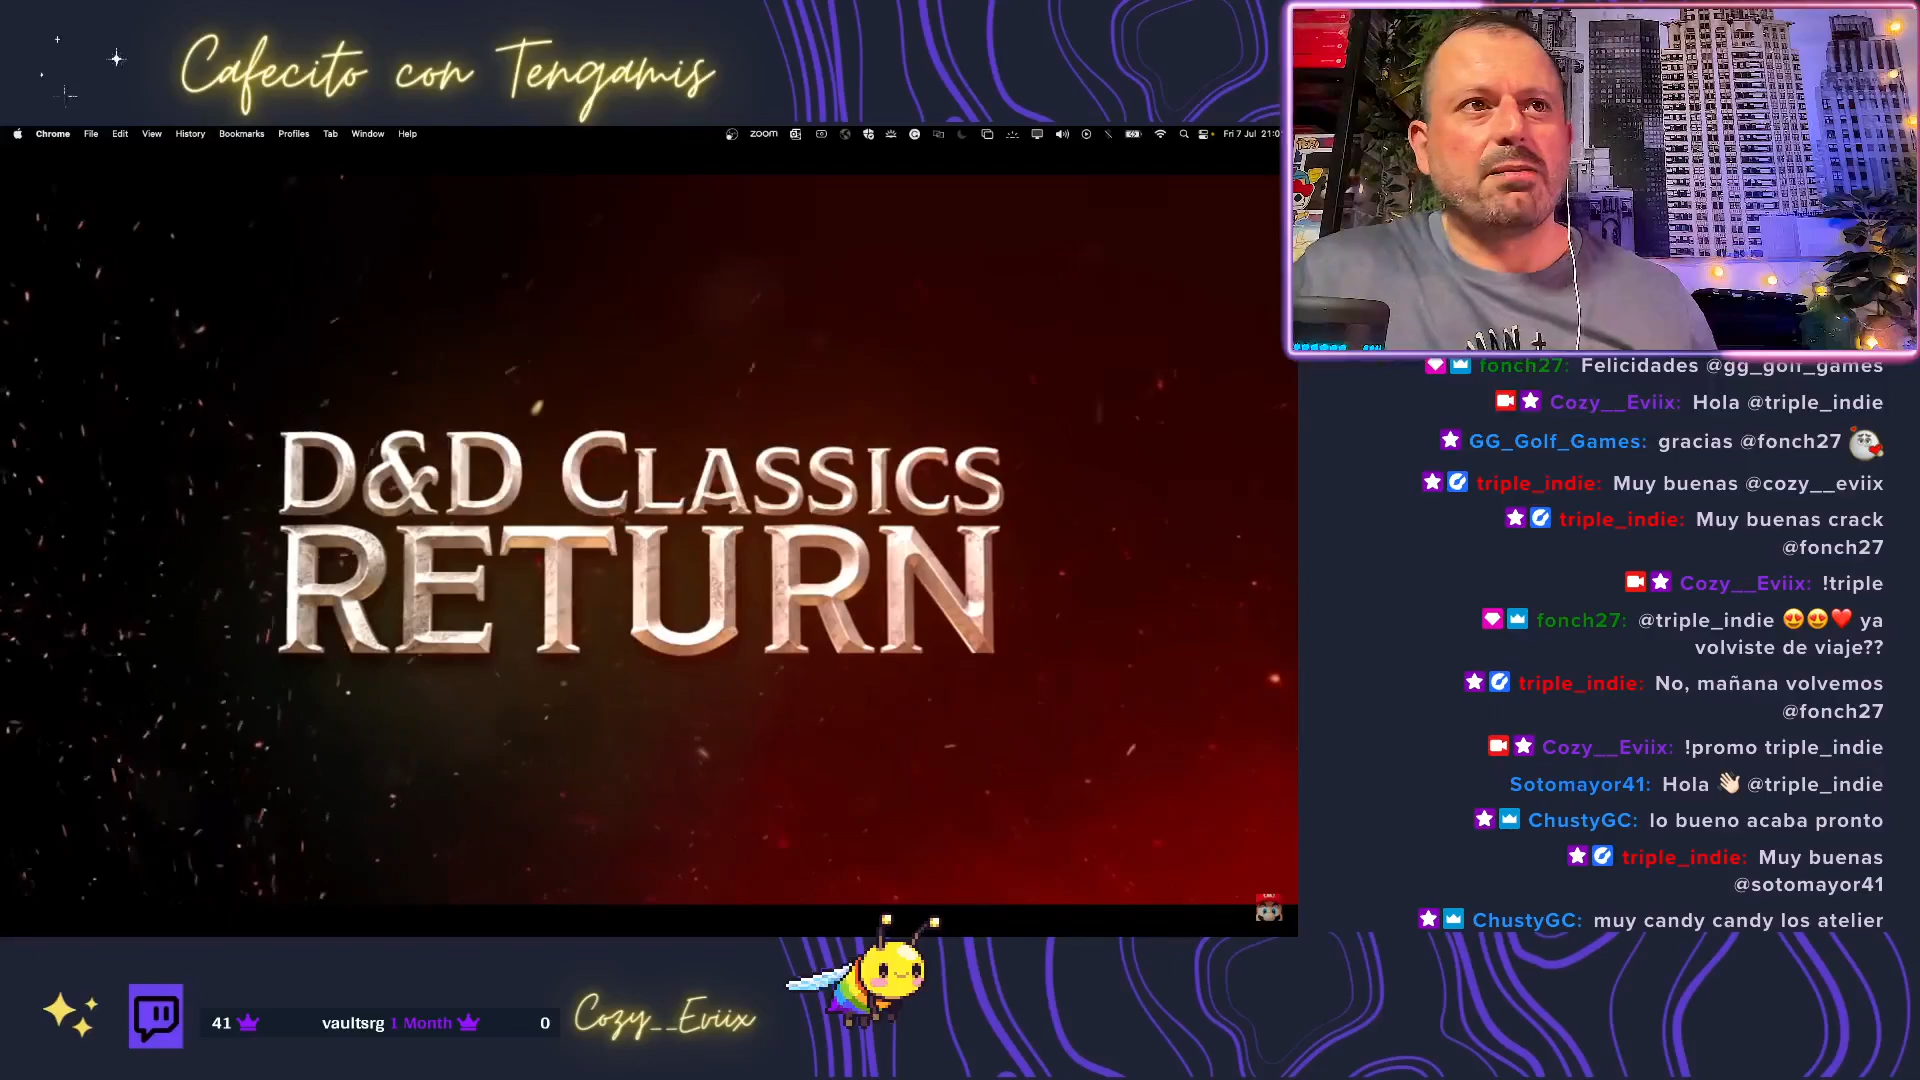 Cafecito con Tengamis
Chrome File Edit View History Bookmarks Profiles Tab Window Help
zoom Fri 7 Jul
D&D CLASSICS
RETURN
fonch27: Felicidades @gg_golf_games
Cozy__Eviix: Hola @triple_indie
GG_Golf_Games: gracias @fonch27
triple_indie: Muy buenas @cozy__eviix
triple_indie: Muy buenas crack
@fonch27
Cozy__Eviix: !triple
fonch27: @triple_indie 😍😍❤️ ya
volviste de viaje??
triple_indie: No, mañana volvemos
@fonch27
Cozy__Eviix: !promo triple_indie
Sotomayor41: Hola 👋🏻 @triple_indie
ChustyGC: lo bueno acaba pronto
triple_indie: Muy buenas
@sotomayor41
ChustyGC: muy candy candy los atelier
41 vaultsrg 1 Month 0
Cozy__Eviix